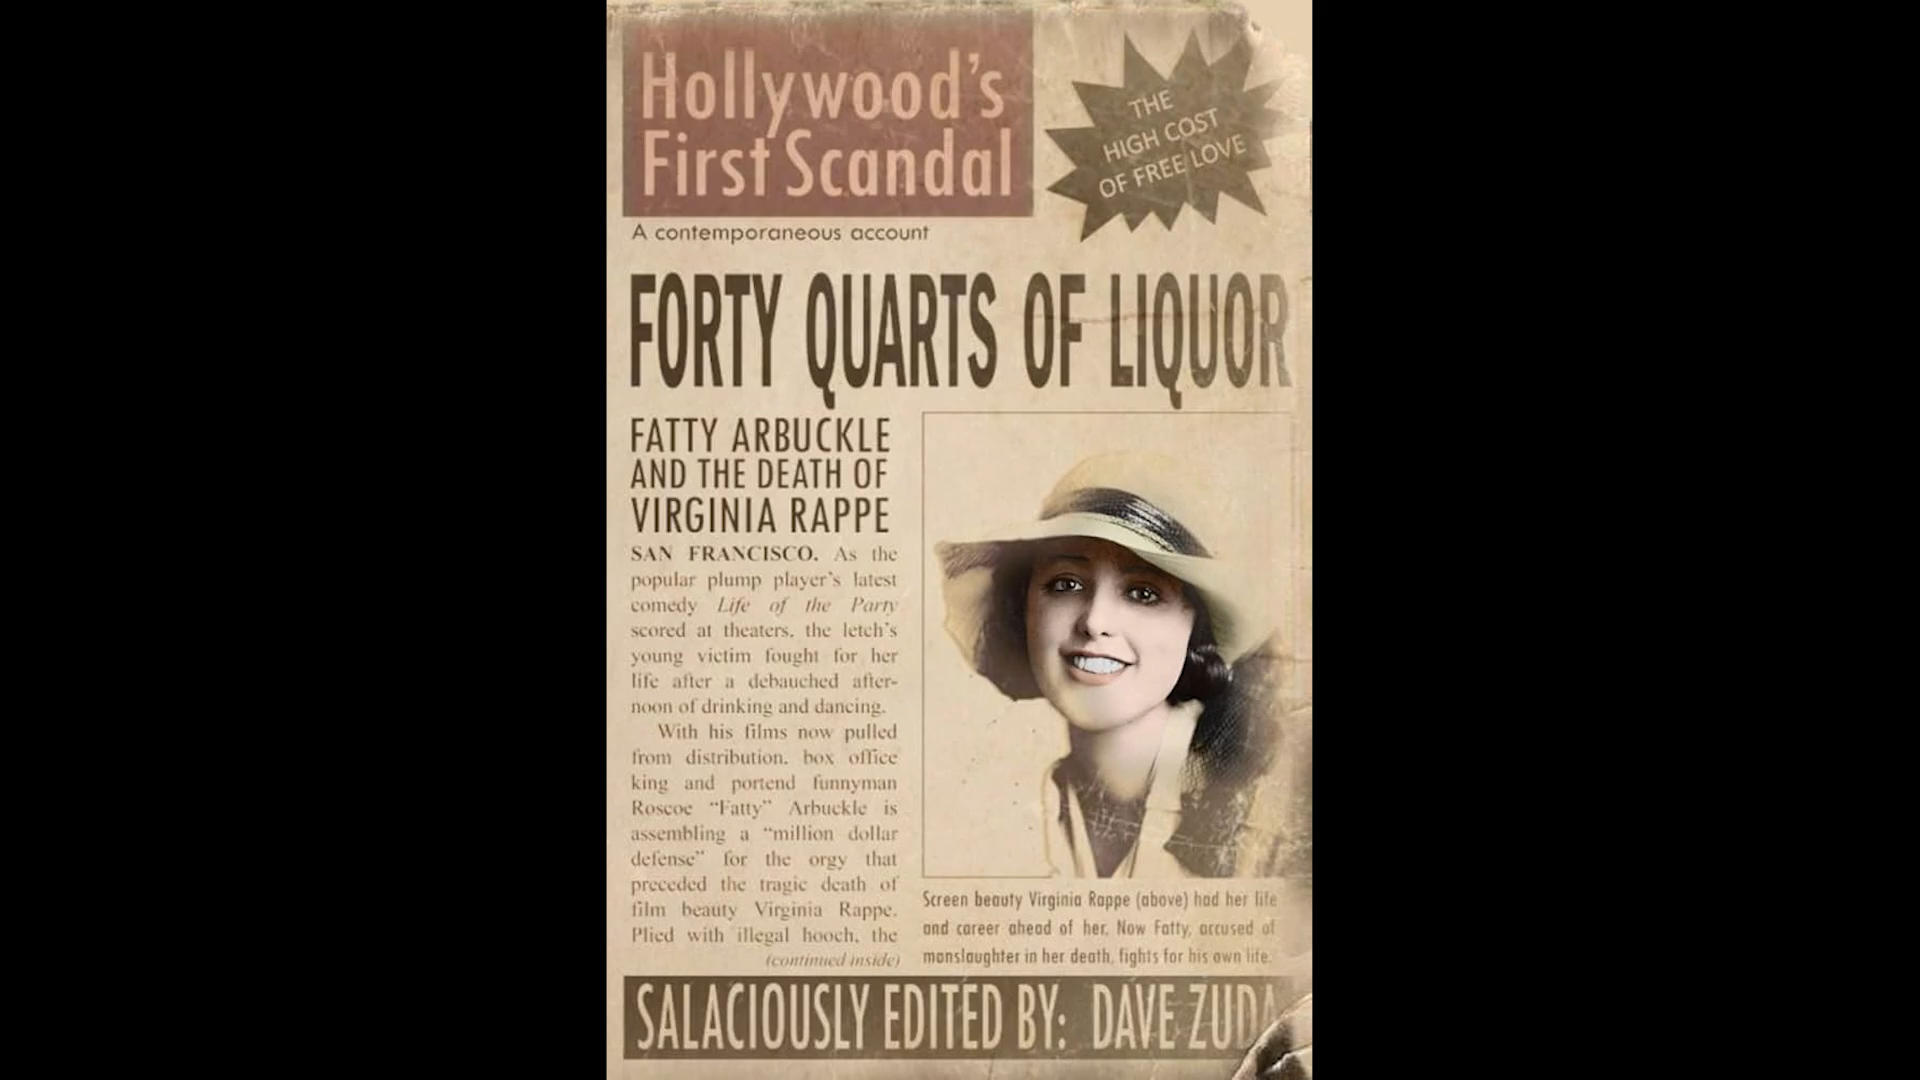 Hollywood's
First Scandal
THE
HIGH COST
OF FREE LOVE
A contemporaneous account
FORTY QUARTS OF LIQUOR
FATTY ARBUCKLE
AND THE DEATH OF
VIRGINIA RAPPE
SAN FRANCISCO. As the
popular plump player's latest
comedy Life of the Party
scored at theaters, the letch's
young victim fought for her
life after a debauched after-
noon of drinking and dancing.
With his films now pulled
from distribution, box office
king and portend funnyman
Roscoe "Fatty" Arbuckle is
assembling a "million dollar
defense" for the orgy that
preceded the tragic death of
film beauty Virginia Rappe.
Plied with illegal hooch, the
(continued inside)
Screen beauty Virginia Rappe (above) had her life
and career ahead of her. Now Fatty, accused of
manslaughter in her death, fights for his own life.
SALACIOUSLY EDITED BY: DAVE ZUDA